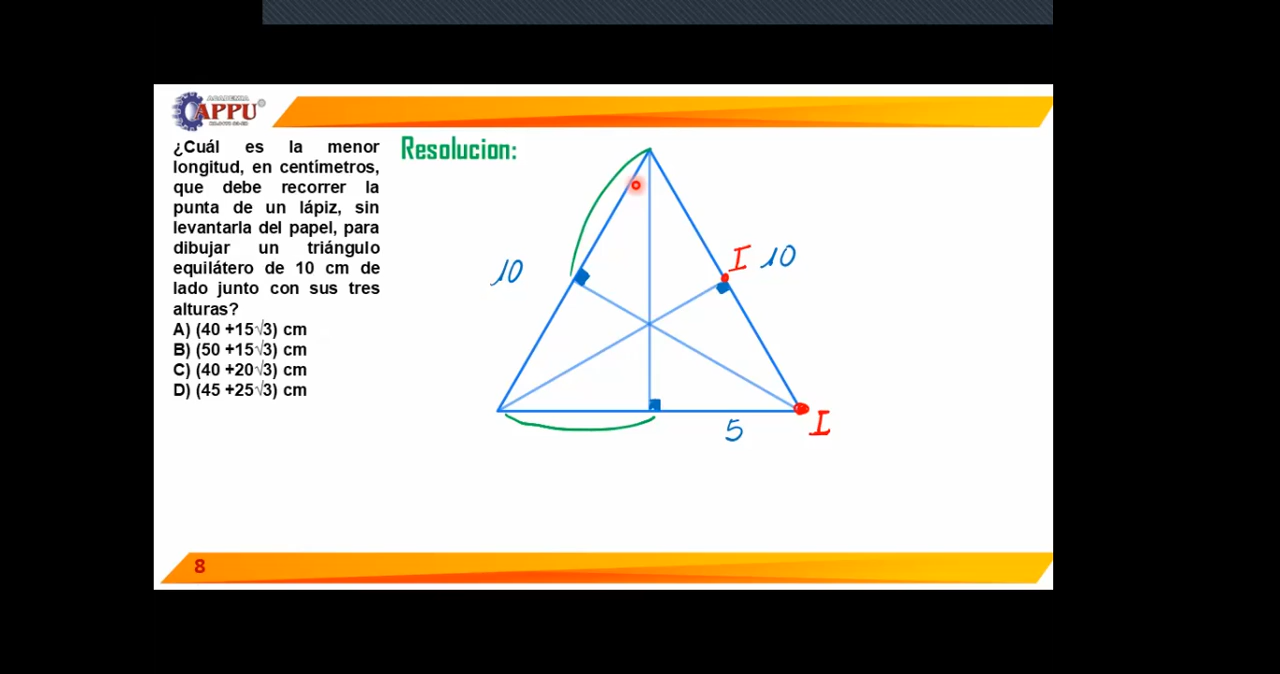 ACADEMIA
CAPPU
Resolucion:
¿Cuál es la menor
longitud, en centímetros,
que debe recorrer la
punta de un lápiz, sin
levantarla del papel, para
dibujar un triángulo
equilátero de 10 cm de
lado junto con sus tres
alturas?
A) (40 +15√3) cm
B) (50 +15√3) cm
C) (40 +20√3) cm
D) (45 +25√3) cm
10
I 10
5
I
8